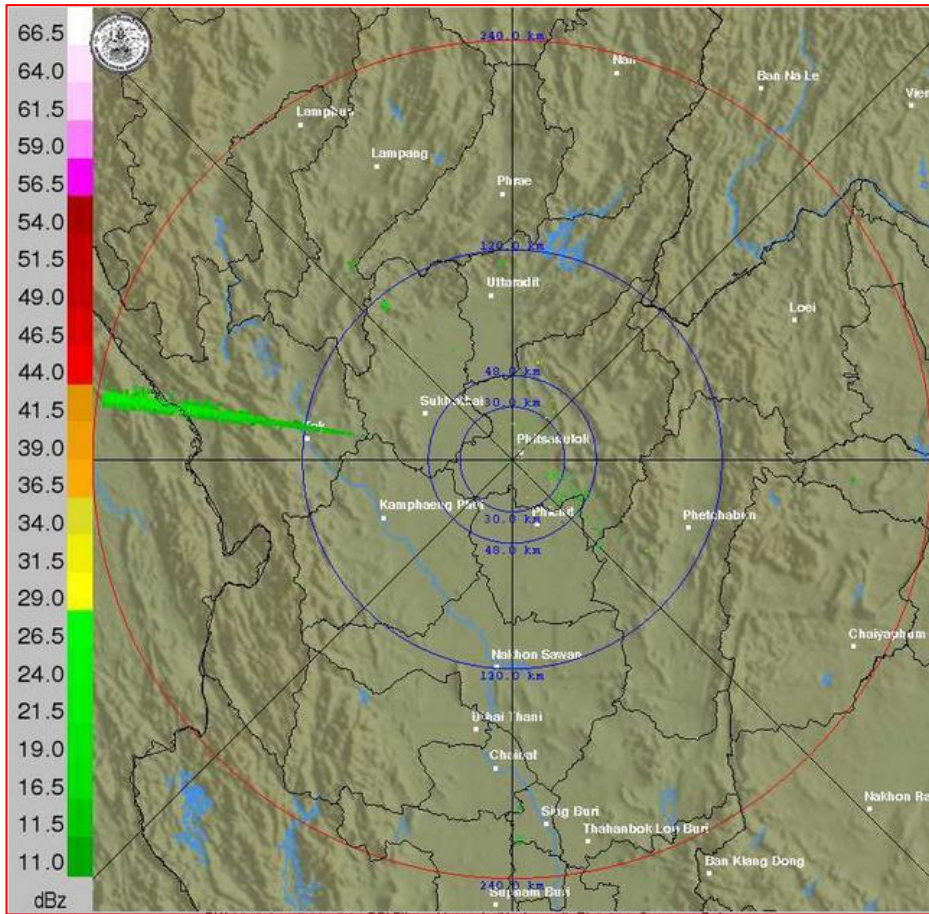 66.5
64.0
61.5
59.0
56.5
54.0
51.5
49.0
46.5
44.0
41.5
39.0
36.5
34.0
31.5
29.0
26.5
24.0
21.5
19.0
16.5
11.5
11.0
dBz
240.0 km
Nan
Ban Na Le
Lamphun
Lampang
Phrae
120.0 km
Uttaradit
Loei
48.0 km
Sukhothai
30.0 km
Phitsanulok
Kamphaeng Phet
30.0 km
Phichit
48.0 km
Phetchabun
Chaiyaphum
Nakhon Sawan
120.0 km
Uthai Thani
Chainat
Sing Buri
Thahanbok Lop Buri
Nakhon Ra
Ban Klang Dong
240.0 km
Suphan Buri